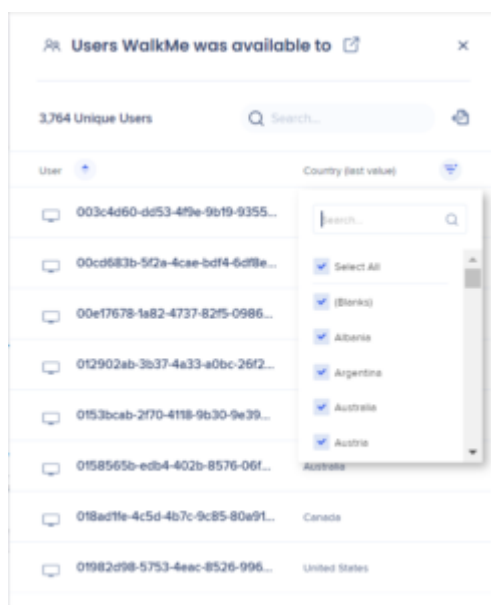 Users WalkMe was available to
3,764 Unique Users
Search...
User
Country (last value)
003c4d60-dd53-4f9e-9b19-9355...
Search...
00cd683b-5f2a-4cae-bdf4-6df8e...
Select All
00e17678-1a82-4737-82f5-0986...
(Blanks)
Albania
012902ab-3b37-4a33-a0bc-26f2...
Argentina
0153bcab-2f70-4118-9b30-9e39...
Australia
Austria
0158565b-edb4-402b-8576-06f...
Australia
018ad1fe-4c5d-4b7c-9c85-80a91...
Canada
01982d98-5753-4eac-8526-996...
United States